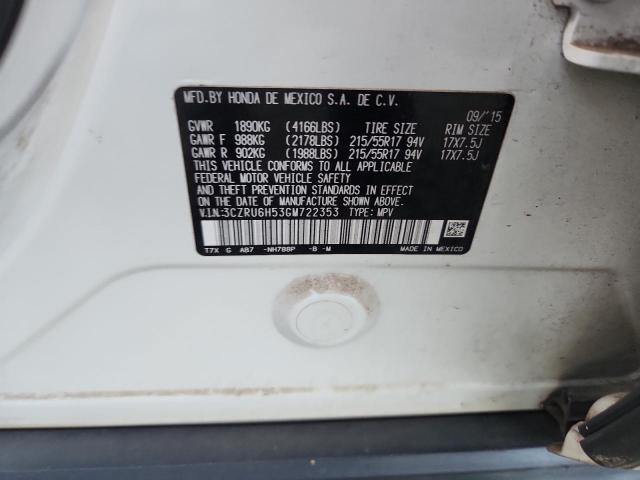 MFD.BY HONDA DE MEXICO S.A. DE C.V.
09/'15
GVWR 1890KG (4166LBS) TIRE SIZE RIM SIZE
GAWR F 988KG (2178LBS) 215/55R17 94V 17X7.5J
GAWR R 902KG (1988LBS) 215/55R17 94V 17X7.5J
THIS VEHICLE CONFORMS TO ALL APPLICABLE
FEDERAL MOTOR VEHICLE SAFETY
AND THEFT PREVENTION STANDARDS IN EFFECT
ON THE DATE OF MANUFACTURE SHOWN ABOVE.
V.I.N:3CZRU6H53GM722353 TYPE: MPV
T7X G AB7 -NH788P -B -M MADE IN MEXICO